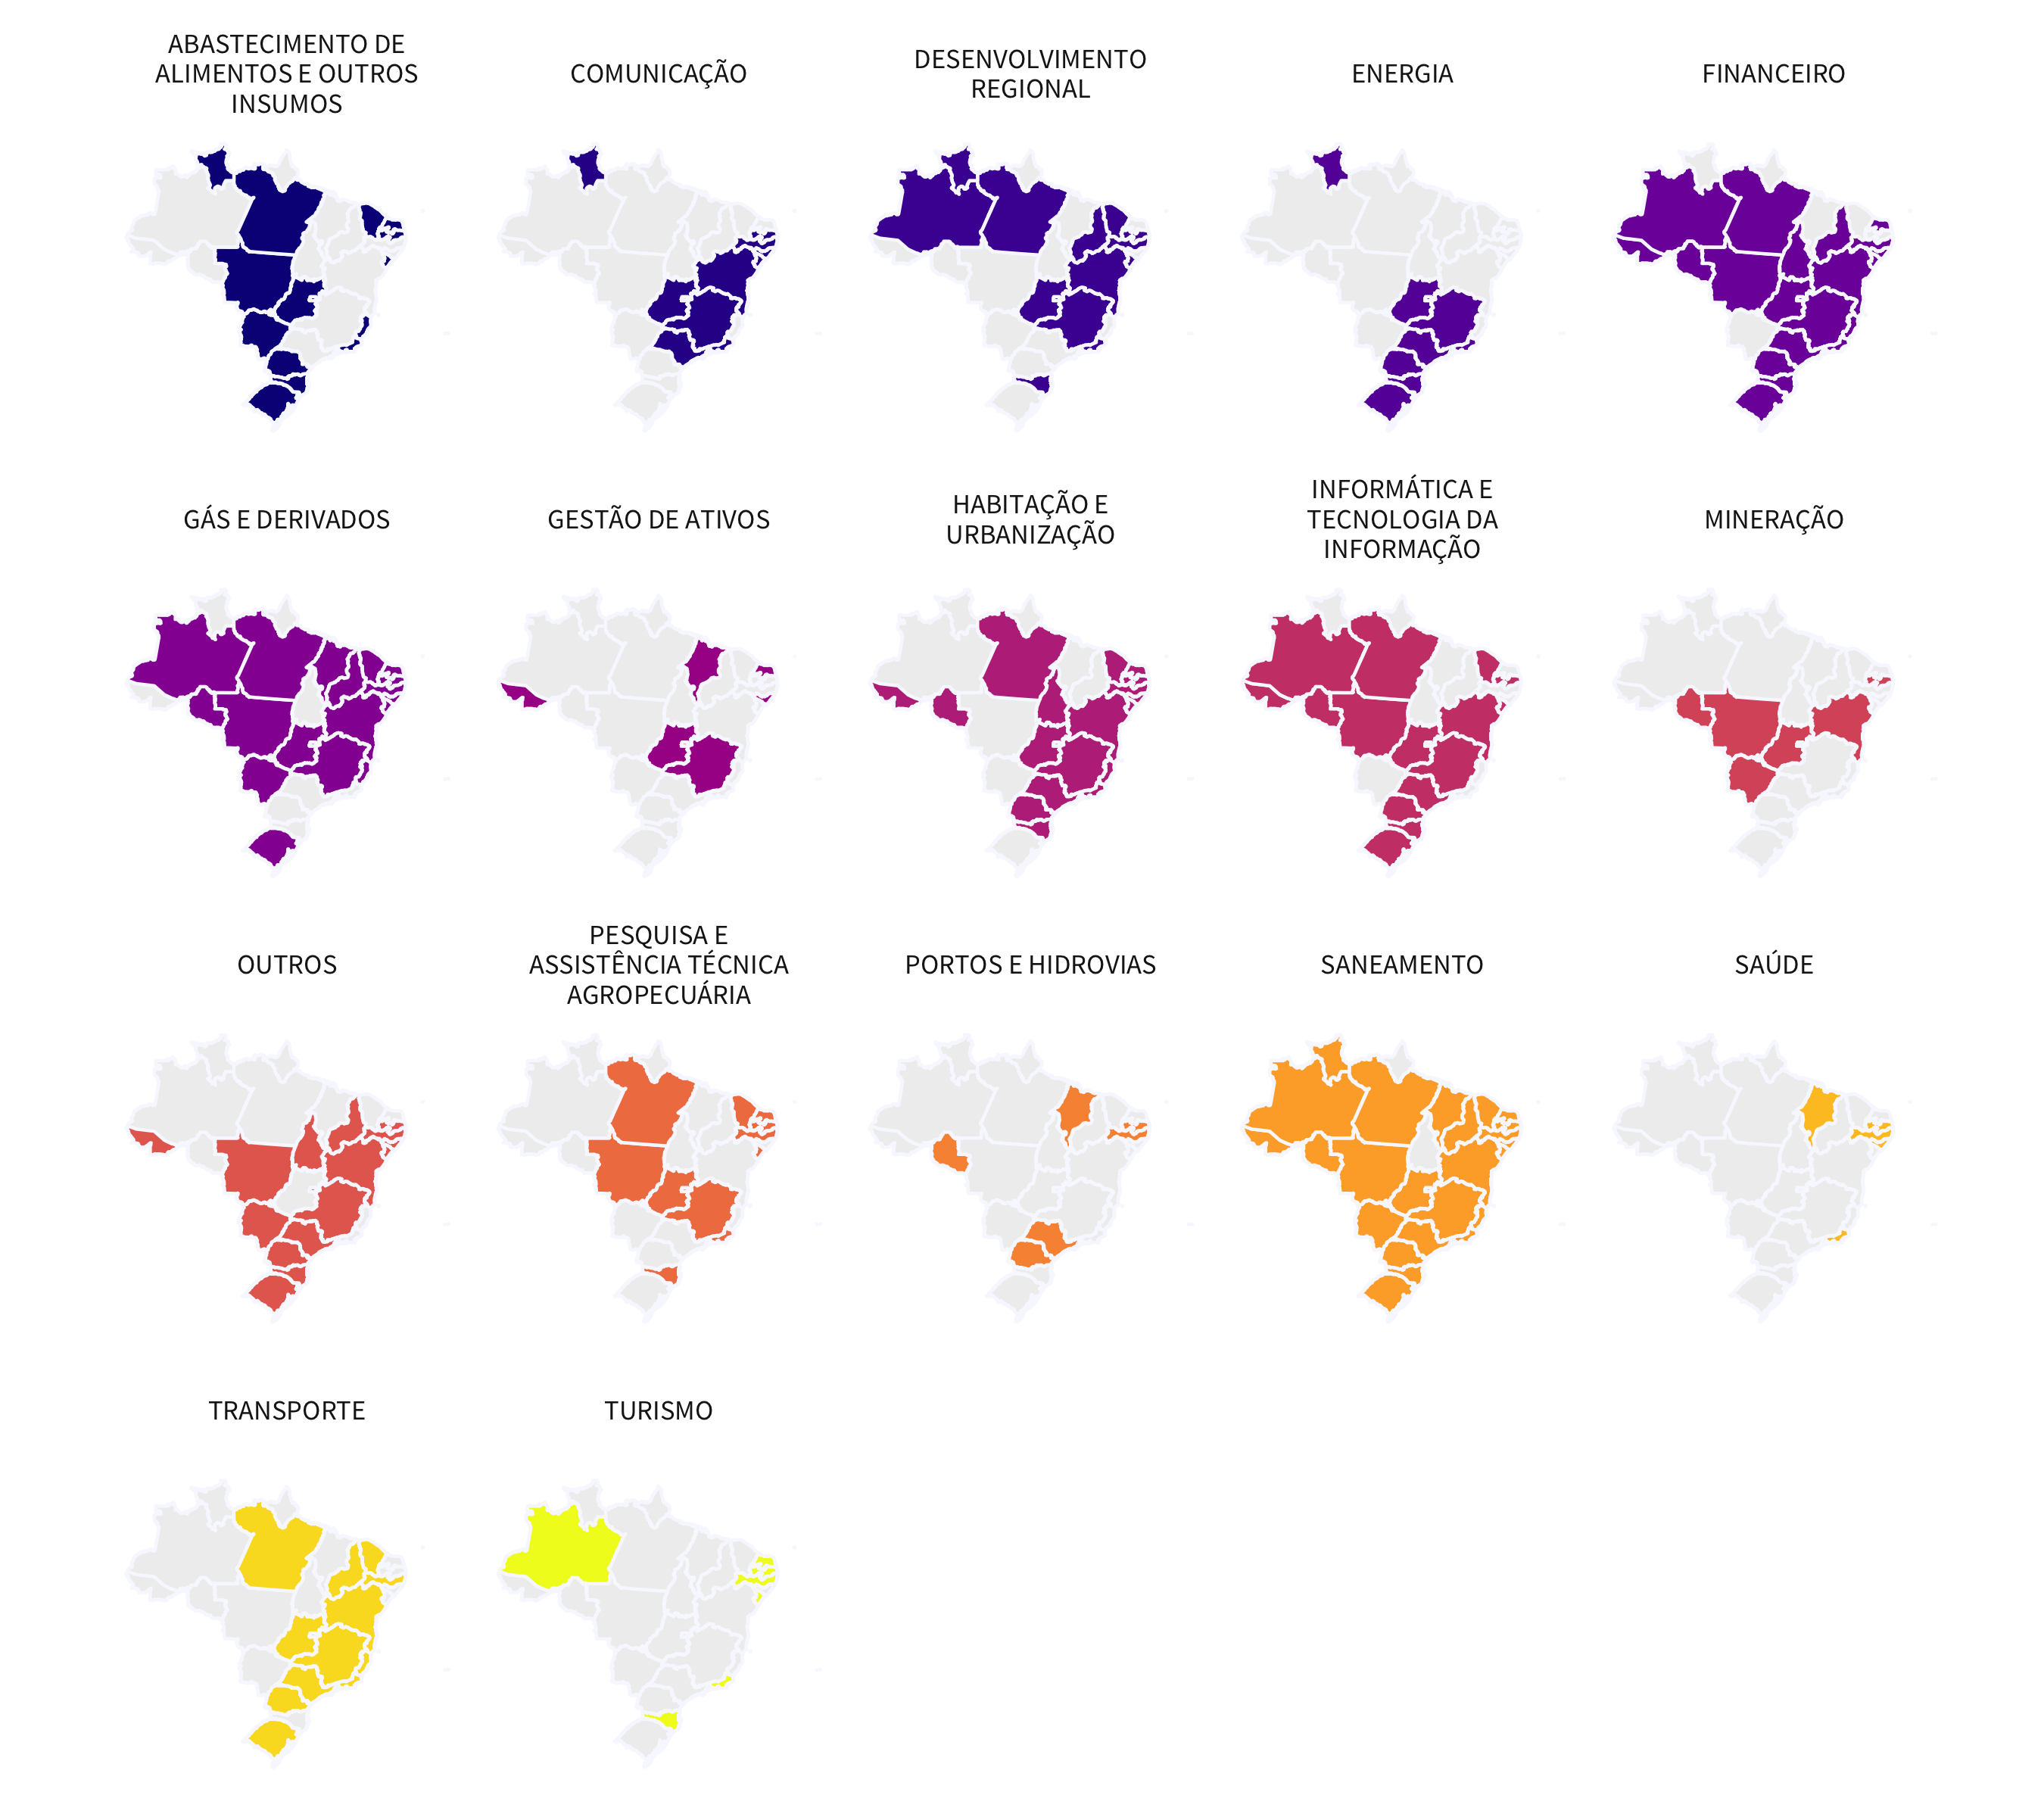 ABASTECIMENTO DE
ALIMENTOS E OUTROS
INSUMOS
COMUNICAÇÃO
DESENVOLVIMENTO
REGIONAL
ENERGIA
FINANCEIRO
GÁS E DERIVADOS
GESTÃO DE ATIVOS
HABITAÇÃO E
URBANIZAÇÃO
INFORMÁTICA E
TECNOLOGIA DA
INFORMAÇÃO
MINERAÇÃO
OUTROS
PESQUISA E
ASSISTÊNCIA TÉCNICA
AGROPECUÁRIA
PORTOS E HIDROVIAS
SANEAMENTO
SAÚDE
TRANSPORTE
TURISMO